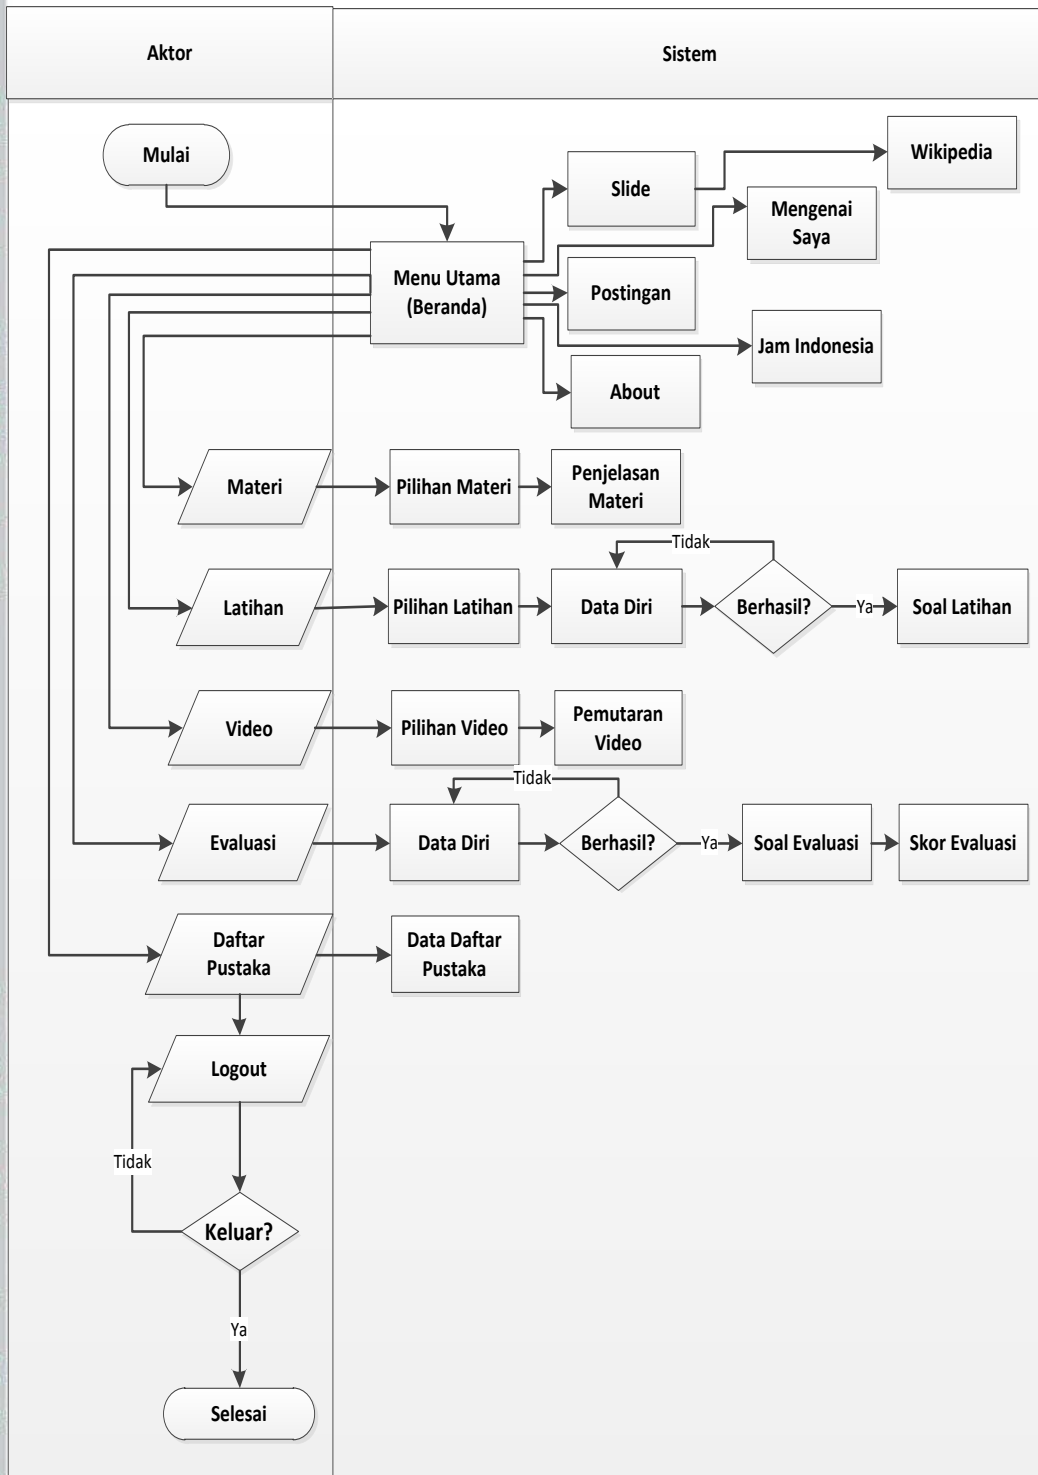 Aktor
Sistem
Mulai
Slide
Wikipedia
Mengenai
Saya
Menu Utama
(Beranda)
Postingan
Jam Indonesia
About
Materi
Pilihan Materi
Penjelasan
Materi
Tidak
Latihan
Pilihan Latihan
Data Diri
Berhasil?
Ya
Soal Latihan
Video
Pilihan Video
Pemutaran
Video
Tidak
Evaluasi
Data Diri
Berhasil?
Ya
Soal Evaluasi
Skor Evaluasi
Daftar
Pustaka
Data Daftar
Pustaka
Logout
Tidak
Keluar?
Ya
Selesai